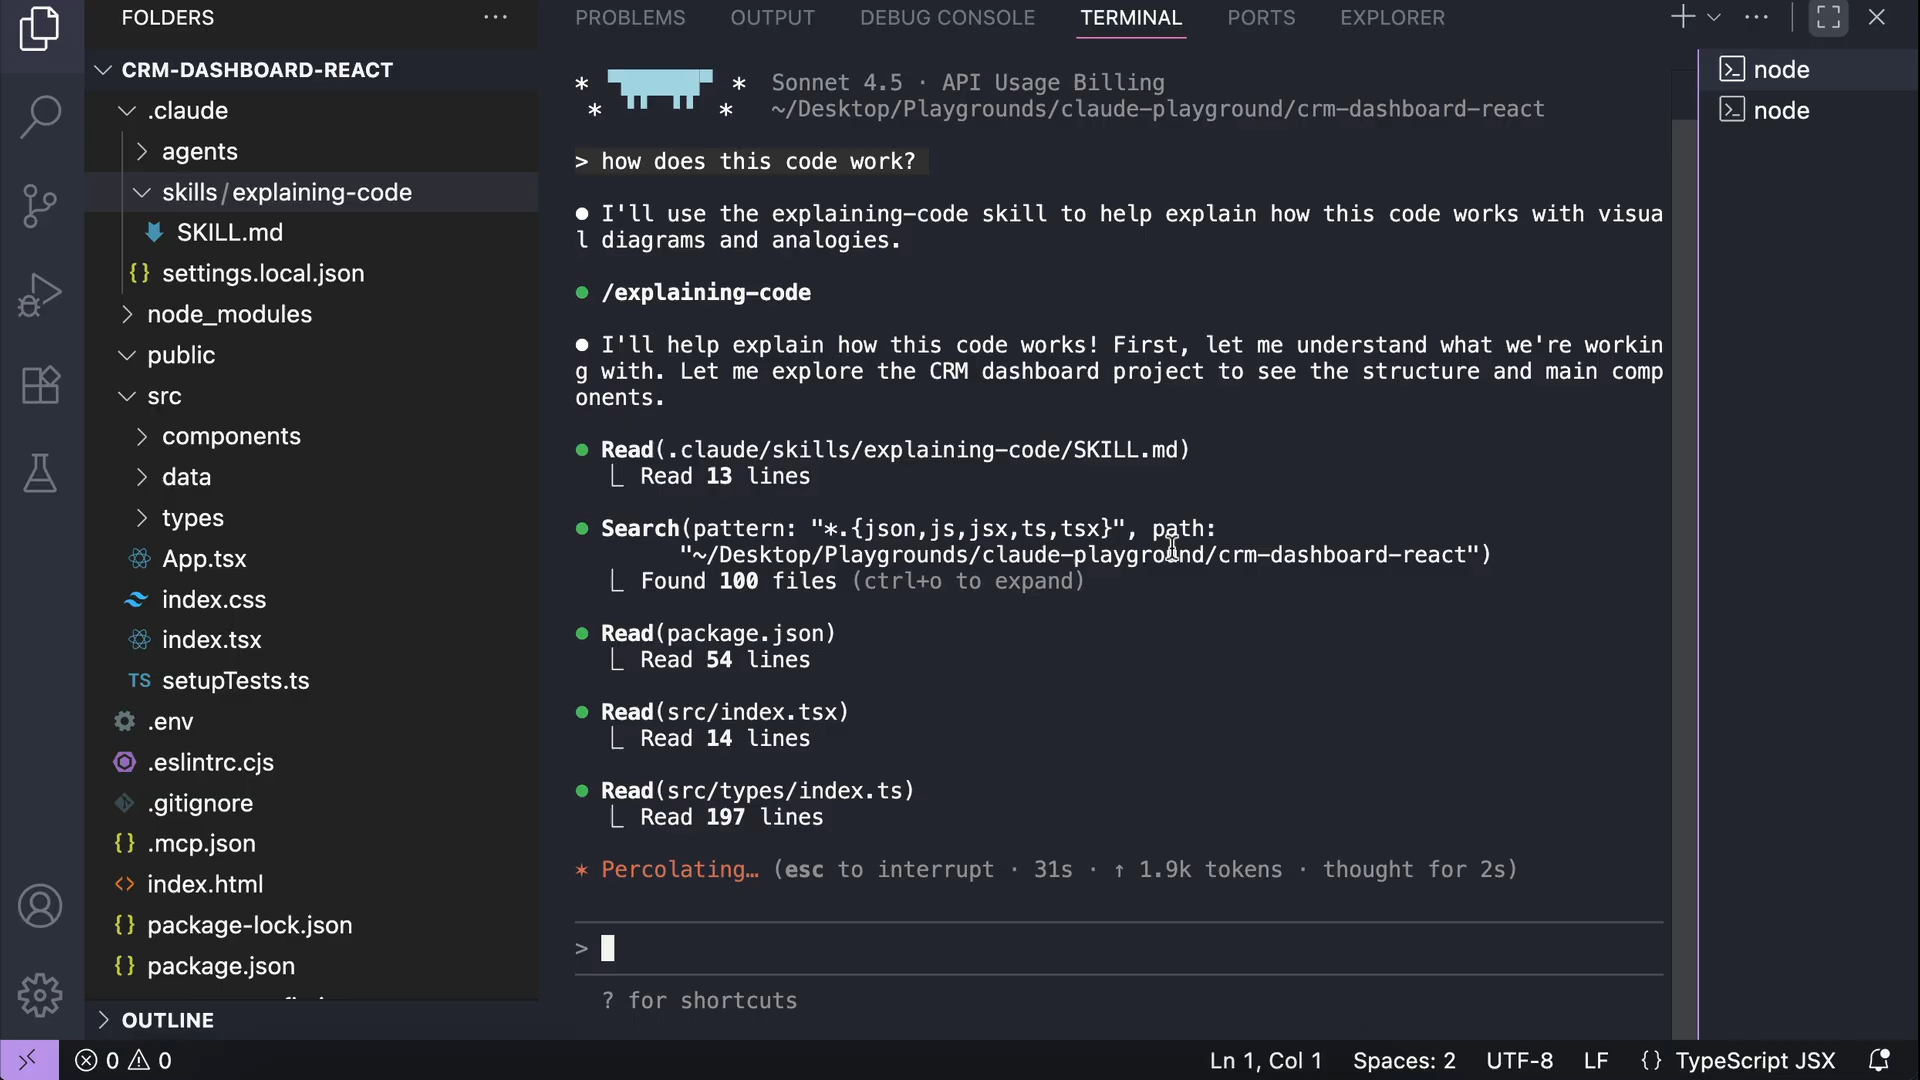 FOLDERS
CRM-DASHBOARD-REACT
.claude
agents
skills/explaining-code
SKILL.md
{} settings.local.json
node_modules
public
src
components
data
types
App.tsx
index.css
index.tsx
TS setupTests.ts
.env
.eslintrc.cjs
.gitignore
{} .mcp.json
<> index.html
{} package-lock.json
{} package.json
OUTLINE
PROBLEMS OUTPUT DEBUG CONSOLE TERMINAL PORTS EXPLORER
* * Sonnet 4.5 · API Usage Billing
* * ~/Desktop/Playgrounds/claude-playground/crm-dashboard-react
> how does this code work?
● I'll use the explaining-code skill to help explain how this code works with visua
l diagrams and analogies.
● /explaining-code
● I'll help explain how this code works! First, let me understand what we're workin
g with. Let me explore the CRM dashboard project to see the structure and main comp
onents.
● Read(.claude/skills/explaining-code/SKILL.md)
⎿ Read 13 lines
● Search(pattern: "*.{json,js,jsx,ts,tsx}", path:
"~/Desktop/Playgrounds/claude-playground/crm-dashboard-react")
⎿ Found 100 files (ctrl+o to expand)
● Read(package.json)
⎿ Read 54 lines
● Read(src/index.tsx)
⎿ Read 14 lines
● Read(src/types/index.ts)
⎿ Read 197 lines
✶ Percolating… (esc to interrupt · 31s · ↑ 1.9k tokens · thought for 2s)
>
? for shortcuts
node
node
0 0
Ln 1, Col 1 Spaces: 2 UTF-8 LF {} TypeScript JSX